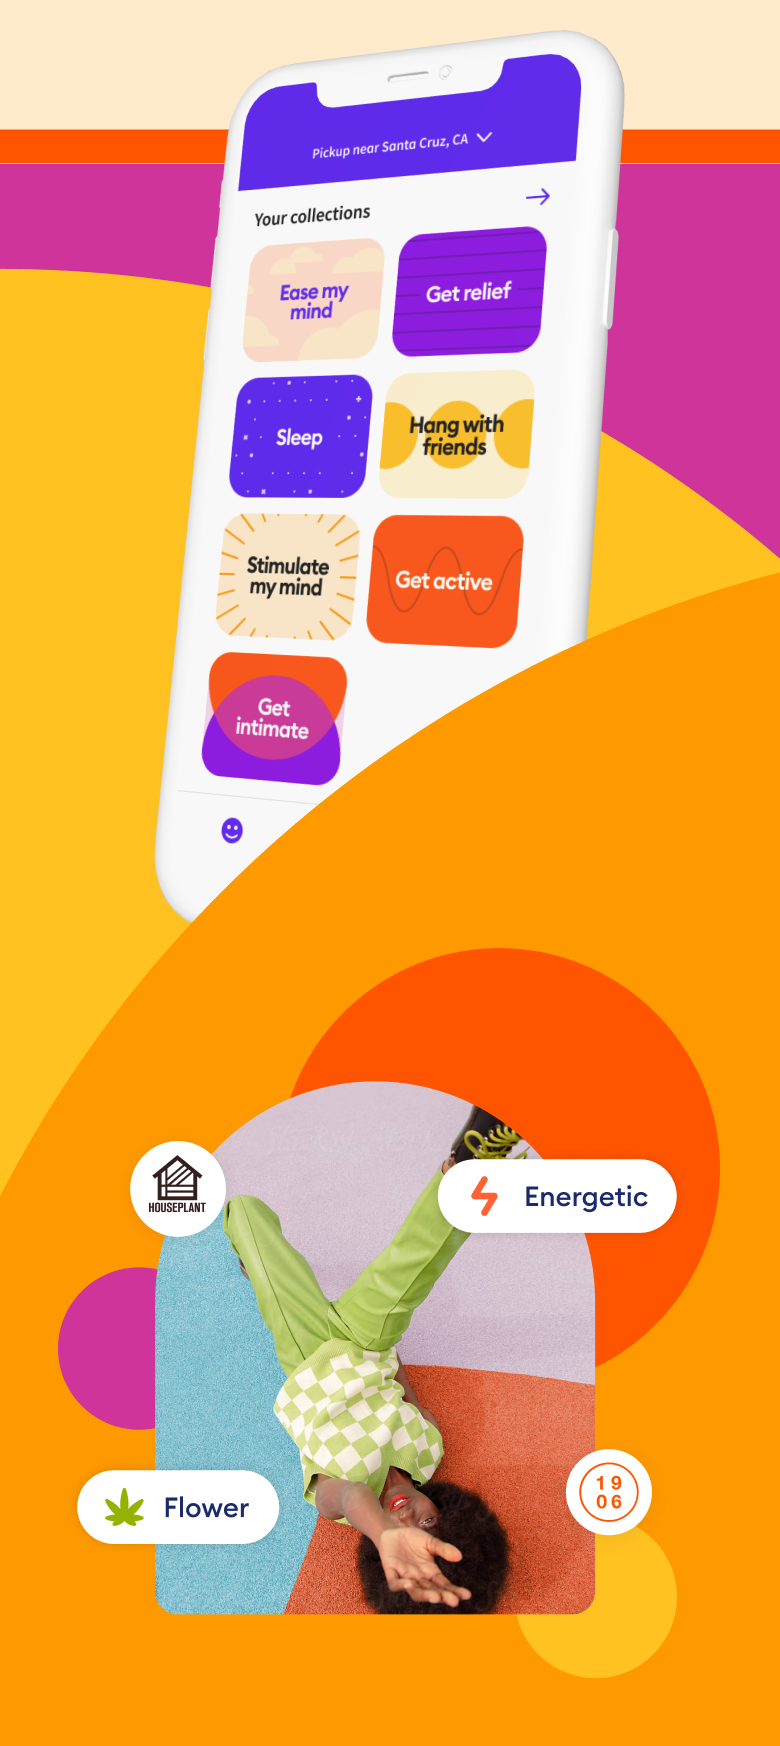 Pickup near Santa Cruz, CA
Your collections
Ease my
mind
Get relief
Sleep
Hang with
friends
Stimulate
my mind
Get active
Get
intimate
HOUSEPLANT
Energetic
Flower
19
06